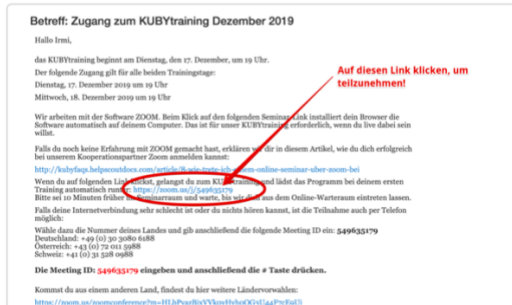 Betreff: Zugang zum KUBYtraining Dezember 2019
Hallo Irmi,
das KUBYtraining beginnt am Dienstag, den 17. Dezember, um 19 Uhr.
Der folgende Zugang gilt für alle beiden Trainingstage:
Dienstag, 17. Dezember 2019 um 19 Uhr
Mittwoch, 18. Dezember 2019 um 19 Uhr
Auf diesen Link klicken, um
teilzunehmen!
Wir arbeiten mit der Software ZOOM. Beim Klick auf den folgenden Seminar-Link installiert dein Browser die
Software automatisch auf deinem Computer. Das ist für unser KUBYtraining erforderlich, wenn du live dabei sein
willst.
Falls du noch keine Erfahrung mit ZOOM gemacht hast, erklären wir dir in diesem Artikel, wie du dich erfolgreich
bei unserem Kooperationspartner Zoom anmelden kannst:
Wenn du auf folgenden Link klickst, gelangst du zum KUBYtraining und lädst das Programm bei deinem ersten
Training automatisch runter: https://zoom.us/j/549635179
Bitte sei 10 Minuten früher im Seminarraum und warte, bis wir dich aus dem Online-Warteraum eintreten lassen.
Falls deine Internetverbindung sehr schlecht ist oder du nichts hören kannst, ist die Teilnahme auch per Telefon
möglich:
Wähle dazu die Nummer deines Landes und gib anschließend die folgende Meeting ID ein: 549635179
Deutschland: +49 (0) 30 3080 6188
Österreich: +43 (0) 72 011 5988
Schweiz: +41 (0) 31 528 0988
Die Meeting ID: 549635179 eingeben und anschließend die # Taste drücken.
Kommst du aus einem anderen Land, findest du hier weitere Einwahlnummern: